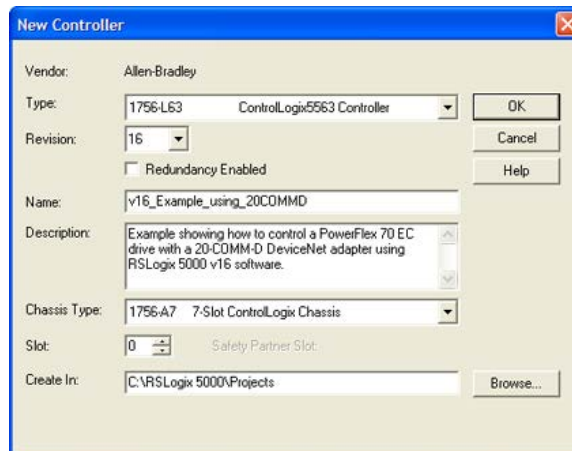 New Controller
Vendor: Allen-Bradley
Type: 1756-L63 ControlLogix5563 Controller
OK
Revision: 16
Cancel
Redundancy Enabled
Help
Name: v16_Example_using_20COMMD
Description: Example showing how to control a PowerFlex 70 EC
drive with a 20-COMM-D DeviceNet adapter using
RSLogix 5000 v16 software.
Chassis Type: 1756-A7 7-Slot ControlLogix Chassis
Slot: 0 Safety Partner Slot:
Create In: C:\RSLogix 5000\Projects
Browse...